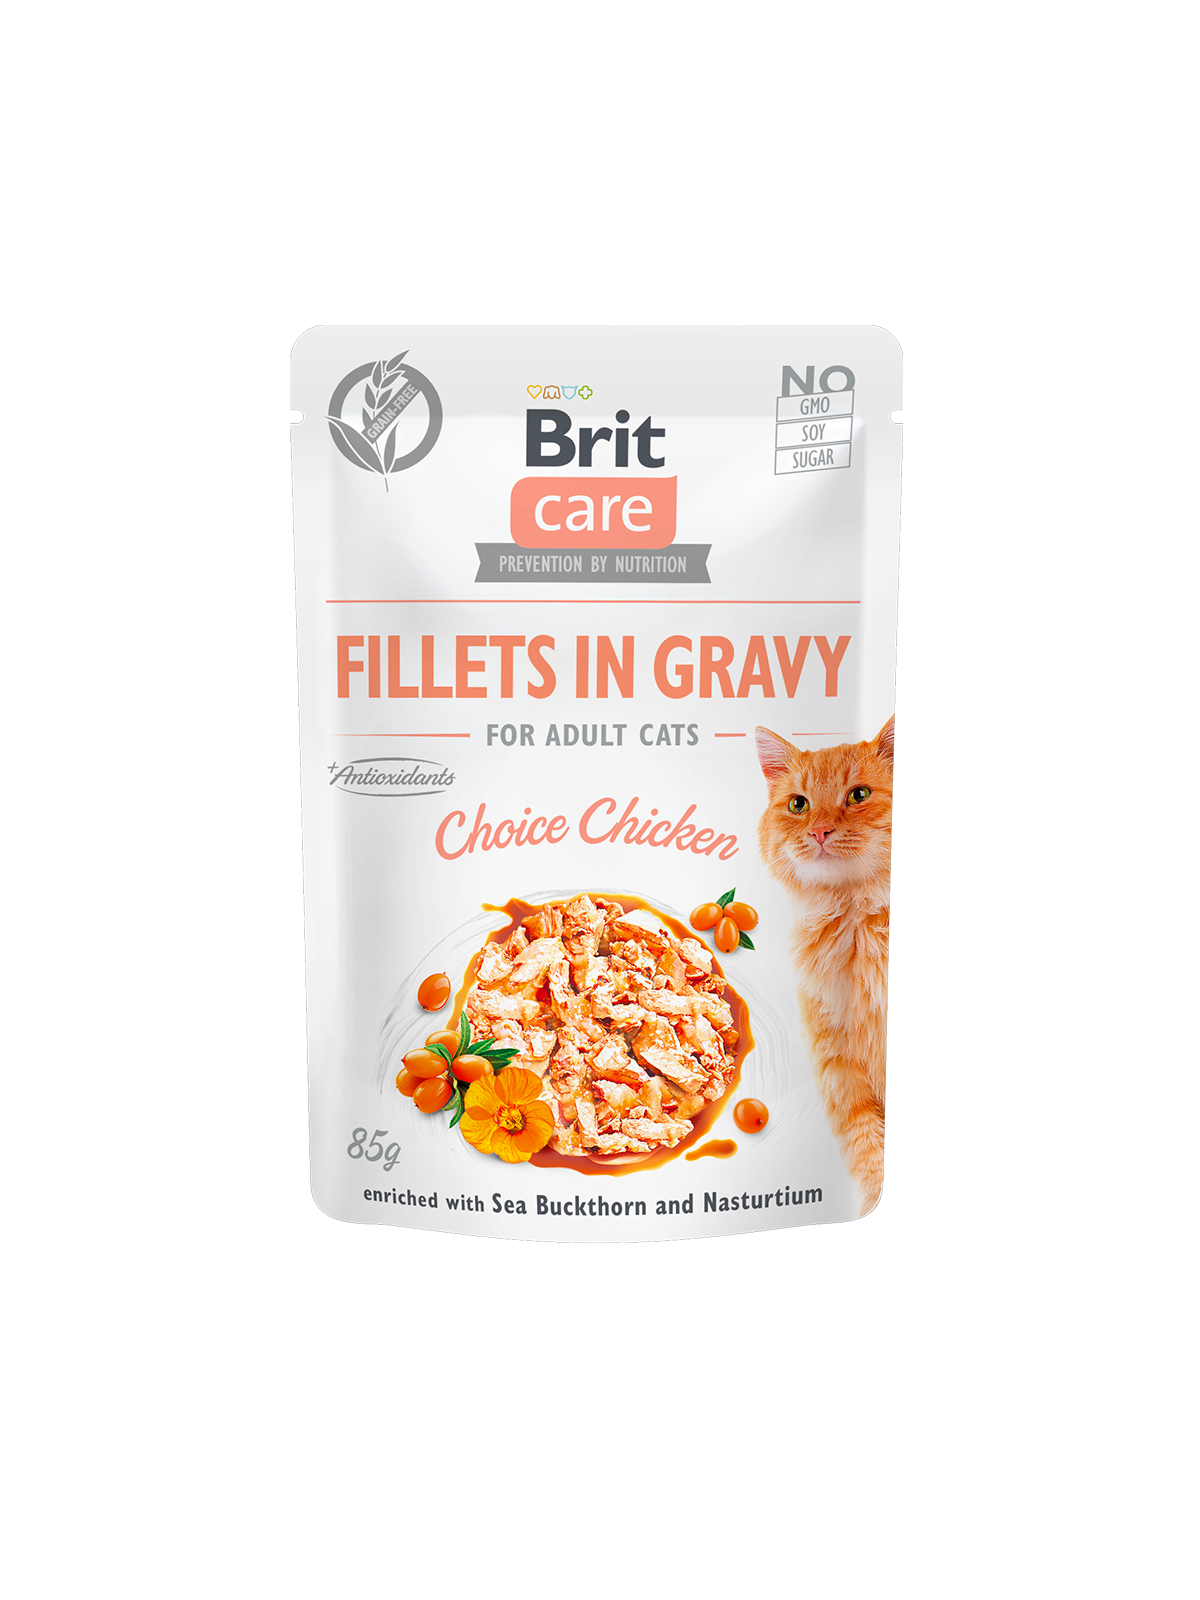 GRAIN-FREE
NO
GMO
SOY
SUGAR
Brit
care
PREVENTION BY NUTRITION
FILLETS IN GRAVY
FOR ADULT CATS
+Antioxidants
Choice Chicken
85g
enriched with Sea Buckthorn and Nasturtium